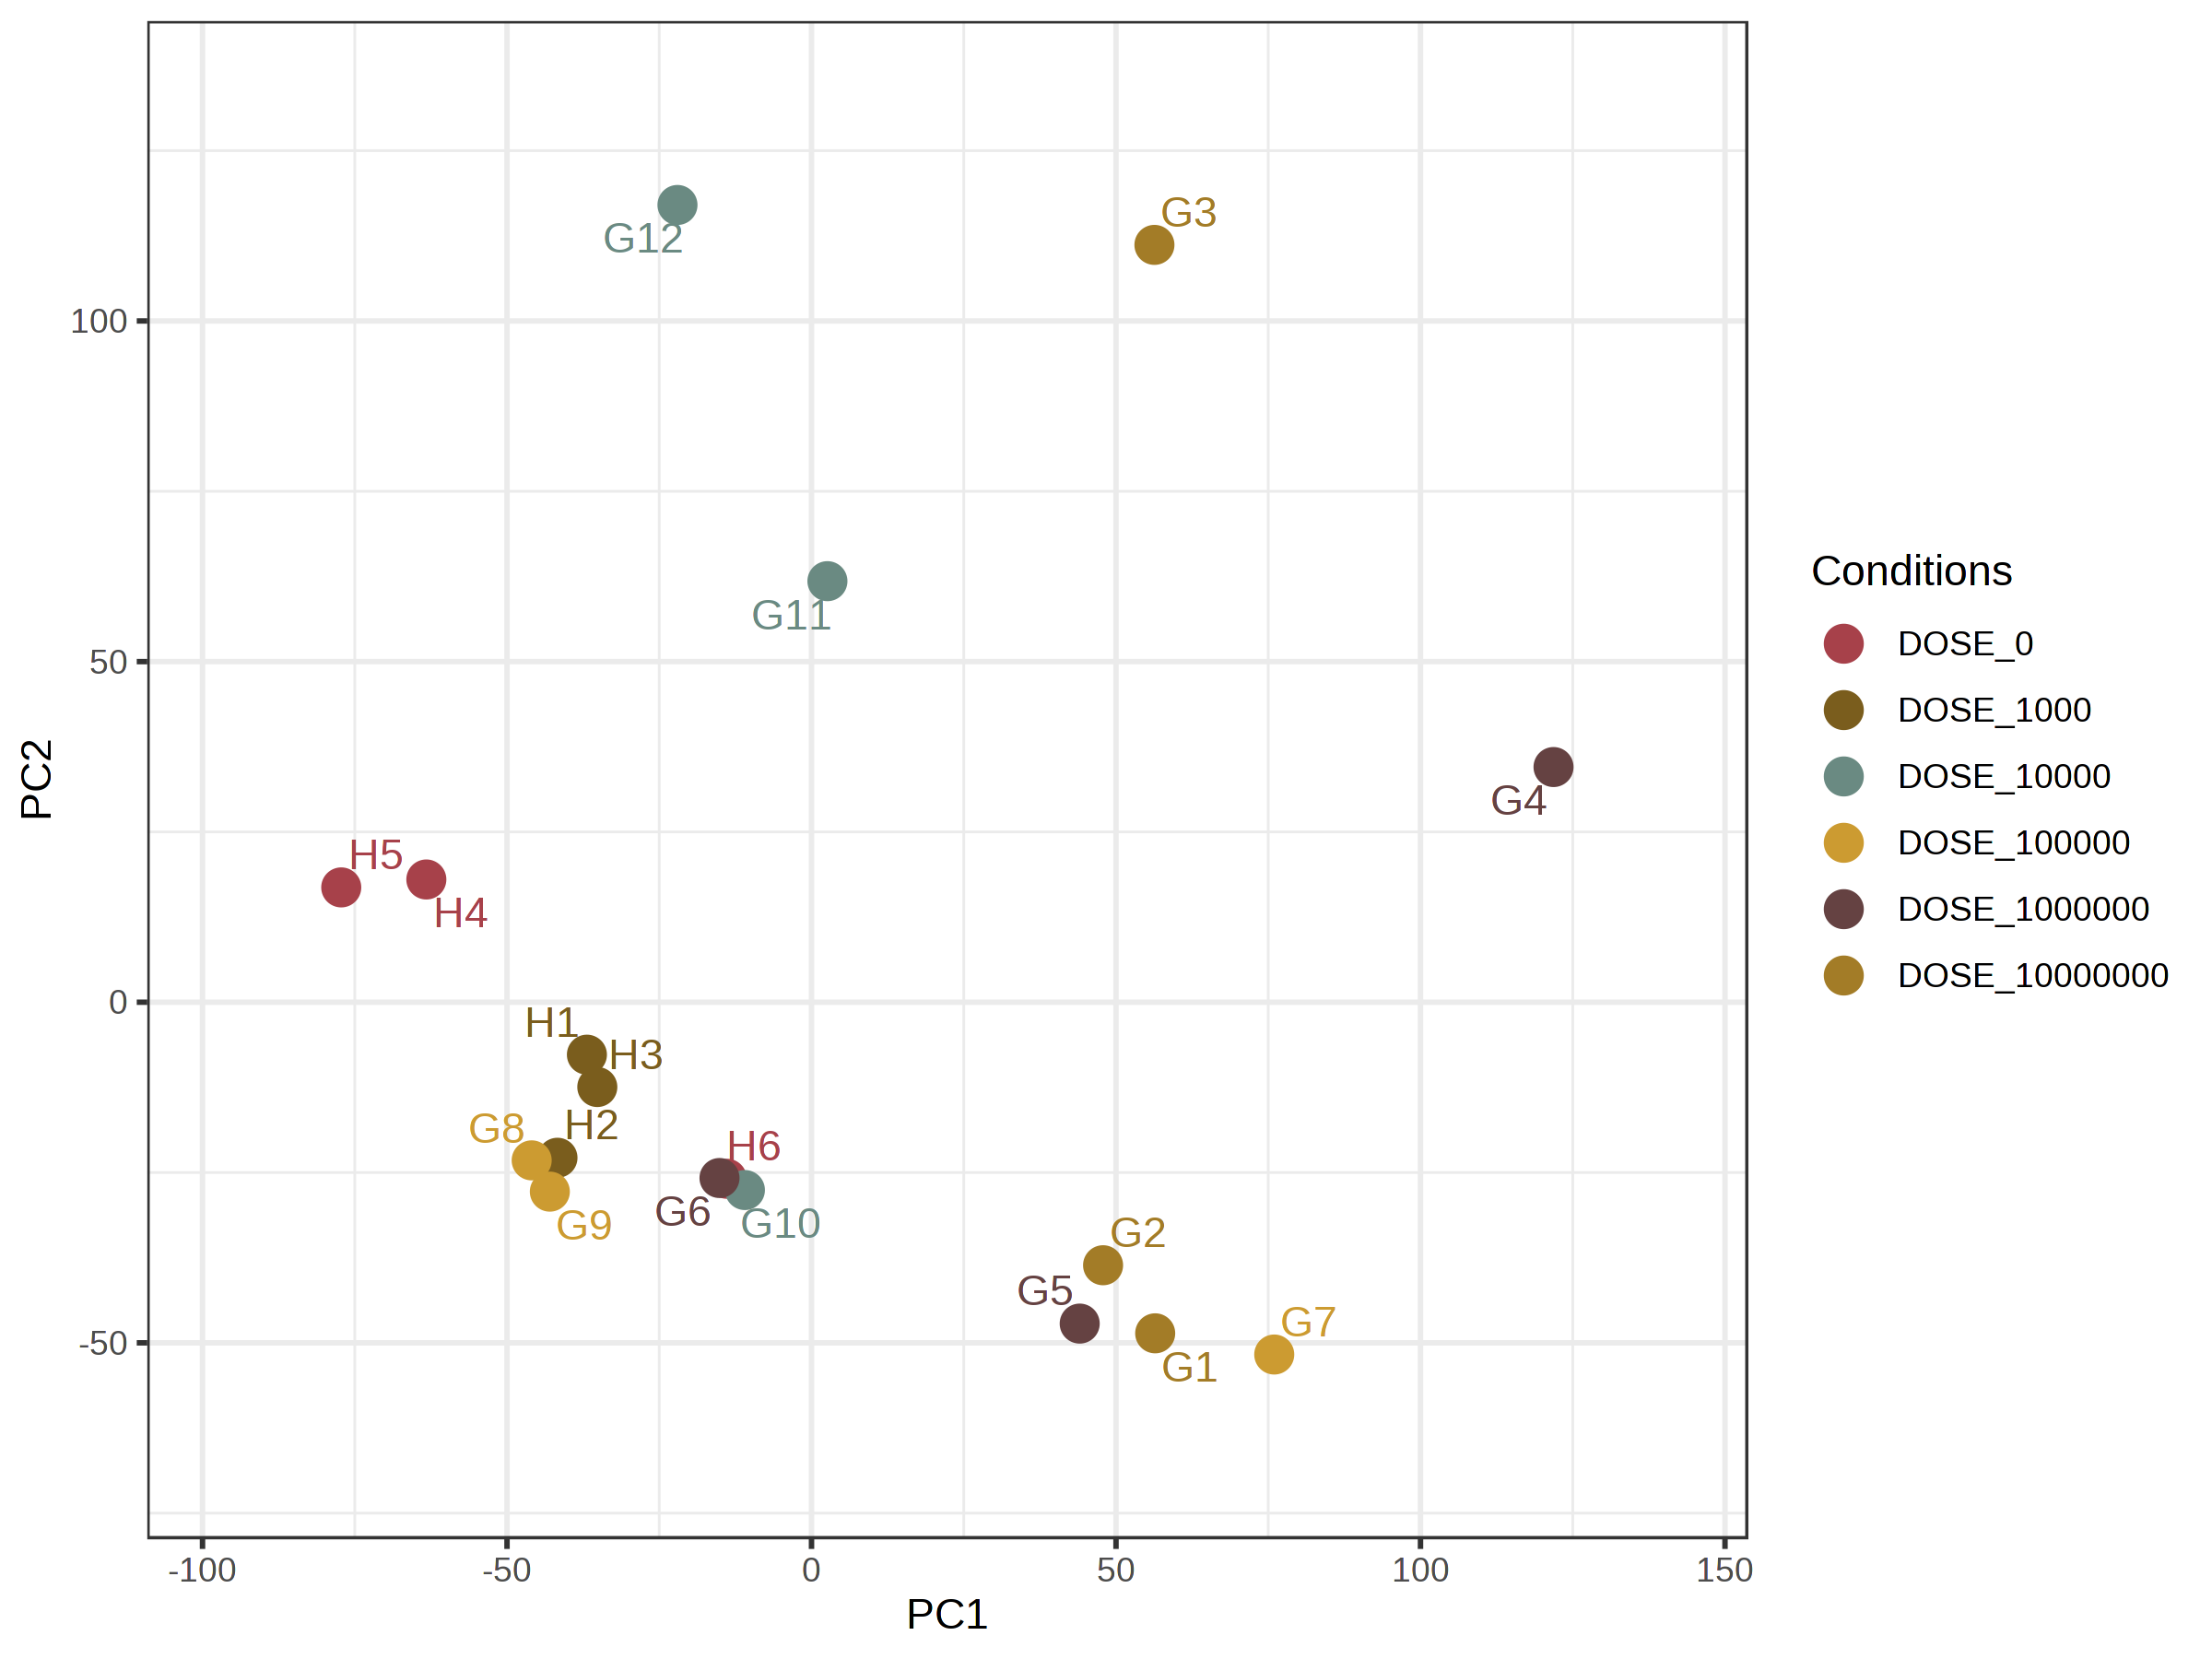 G12
G3
100
G11
50
G4
H5
H4
0
H1
H3
H2
G8
H6
G6
G10
G9
G2
G5
G7
G1
-50
-100
-50
0
50
100
150
PC1
PC2
Conditions
DOSE_0
DOSE_1000
DOSE_10000
DOSE_100000
DOSE_1000000
DOSE_10000000